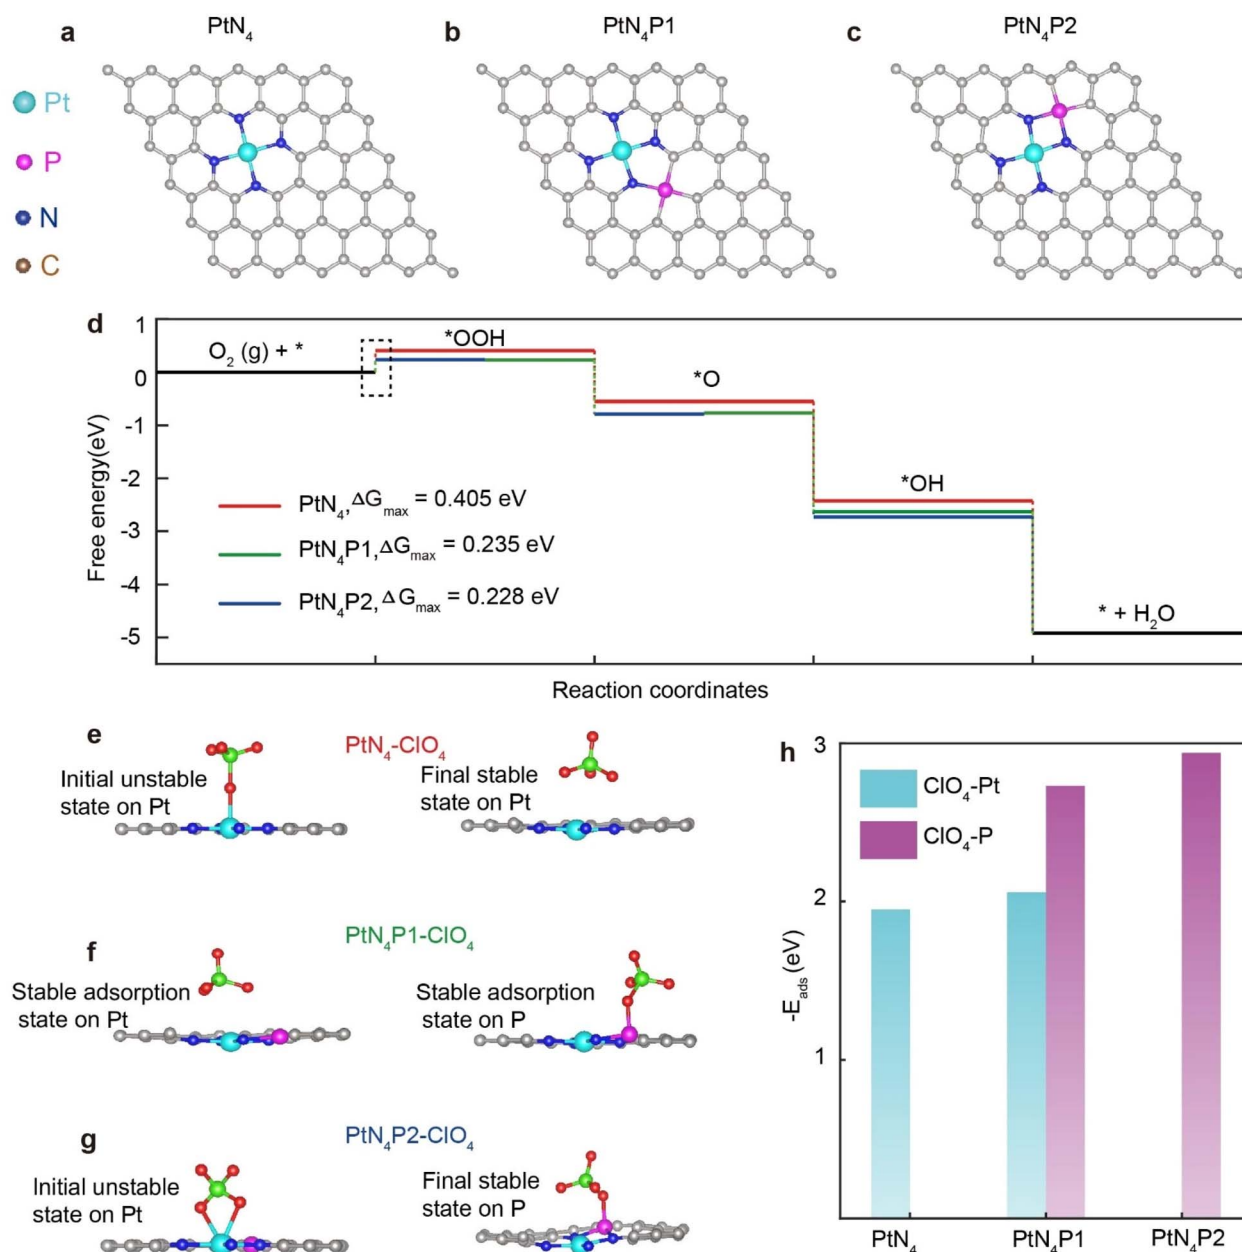 a
PtN₄
b
PtN₄P1
c
PtN₄P2
Pt
P
N
C
d
1
0
-1
-2
-3
-4
-5
Free energy(eV)
O₂ (g) + *
*OOH
*O
*OH
* + H₂O
PtN₄,ΔGmax = 0.405 eV
PtN₄P1,ΔGmax = 0.235 eV
PtN₄P2,ΔGmax = 0.228 eV
Reaction coordinates
e
PtN₄-ClO₄
Initial unstable
state on Pt
Final stable
state on Pt
f
PtN₄P1-ClO₄
Stable adsorption
state on Pt
Stable adsorption
state on P
g
PtN₄P2-ClO₄
Initial unstable
state on Pt
Final stable
state on P
h
3
2
1
-Eads (eV)
ClO₄-Pt
ClO₄-P
PtN₄
PtN₄P1
PtN₄P2